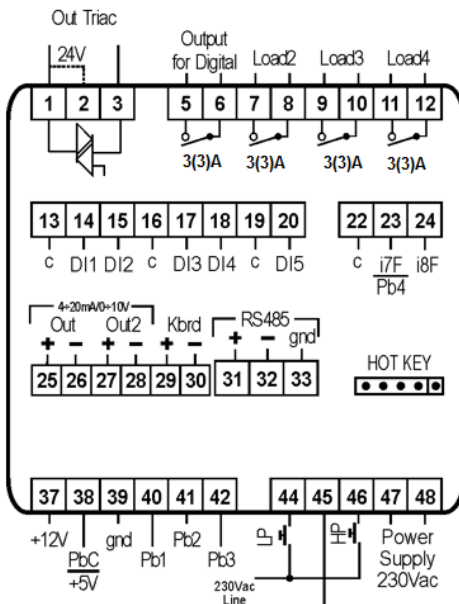 Out Triac
24V
Output
for Digital
Load2
Load3
Load4
1 2 3
5 6 7 8 9 10 11 12
3(3)A 3(3)A 3(3)A 3(3)A
13 14 15 16 17 18 19 20
22 23 24
c DI1 DI2 c DI3 DI4 c DI5
c i7F i8F
Pb4
4÷20mA/0÷10V
Out Out2 Kbrd
RS485
+ - + - + -
+ - gnd
25 26 27 28 29 30
31 32 33
HOT KEY
37 38 39 40 41 42
44 45 46 47 48
+12V PbC gnd Pb1 Pb2 Pb3
+5V
LP
HP
Power
Supply
230Vac
230Vac
Line